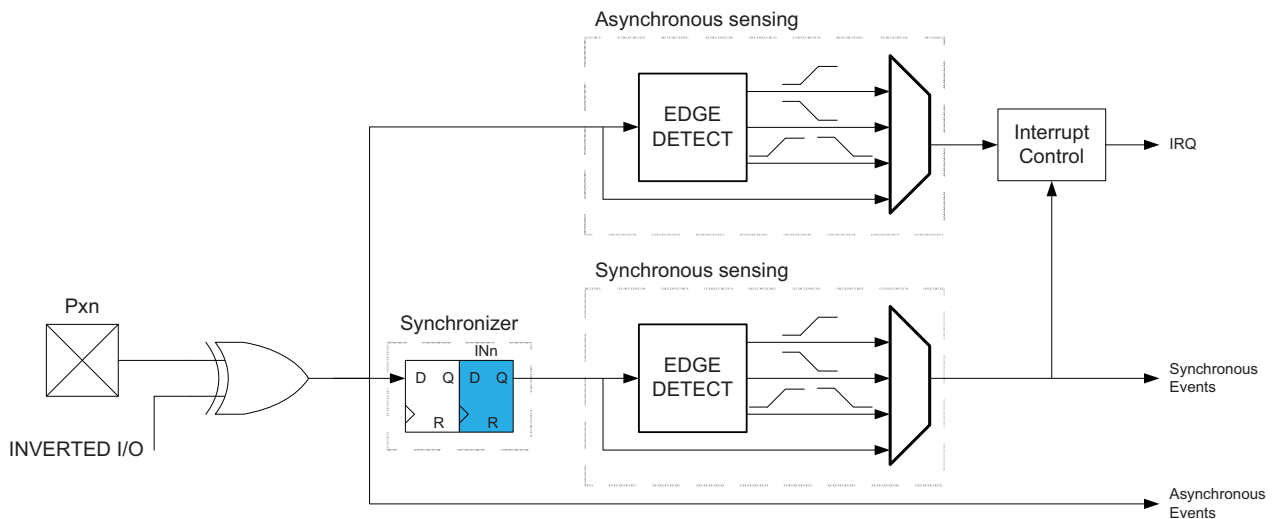 Asynchronous sensing
EDGE
DETECT
Interrupt
Control
IRQ
Synchronous sensing
Pxn
Synchronizer
INn
D Q D Q
R R
EDGE
DETECT
Synchronous
Events
INVERTED I/O
Asynchronous
Events